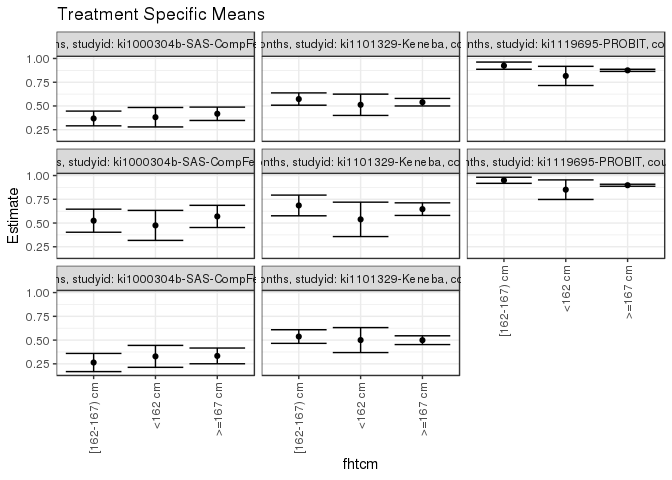 Treatment Specific Means
ns, studyid: ki1000304b-SAS-CompFe
onths, studyid: ki1101329-Keneba, co
months, studyid: ki1119695-PROBIT, co
1.00
0.75
0.50
0.25
ns, studyid: ki1000304b-SAS-CompFe
onths, studyid: ki1101329-Keneba, co
nths, studyid: ki1119695-PROBIT, cou
1.00
0.75
0.50
0.25
ns, studyid: ki1000304b-SAS-CompFe
onths, studyid: ki1101329-Keneba, co
1.00
0.75
0.50
0.25
Estimate
[162-167) cm
<162 cm
>=167 cm
[162-167) cm
<162 cm
>=167 cm
[162-167) cm
<162 cm
>=167 cm
fhtcm